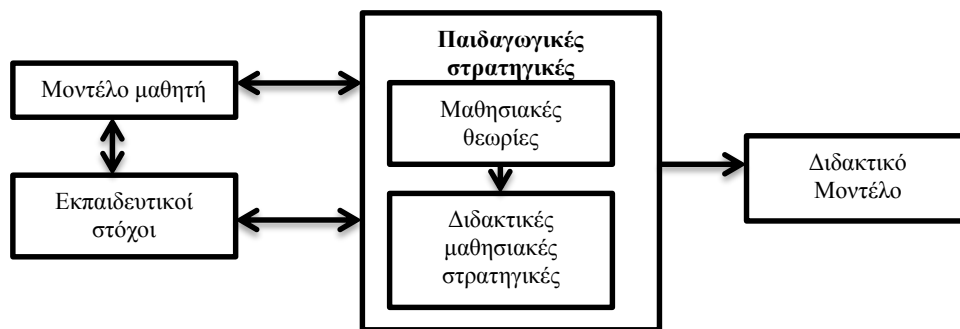 Παιδαγωγικές
στρατηγικές
Μοντέλο μαθητή
Μαθησιακές
θεωρίες
Εκπαιδευτικοί
στόχοι
Διδακτικές
μαθησιακές
στρατηγικές
Διδακτικό
Μοντέλο